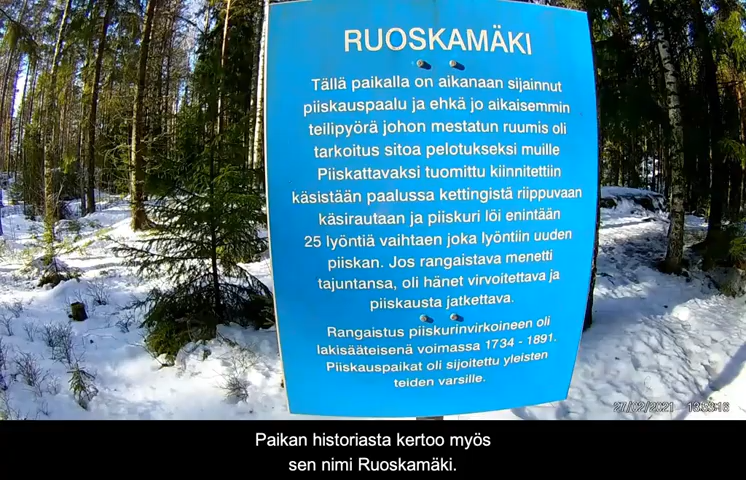 RUOSKAMÄKI
Tällä paikalla on aikanaan sijainnut
piiskauspaalu ja ehkä jo aikaisemmin
teilipyörä johon mestatun ruumis oli
tarkoitus sitoa pelotukseksi muille
Piiskattavaksi tuomittu kiinnitettiin
käsistään paalussa kettingistä riippuvaan
käsirautaan ja piiskuri löi enintään
25 lyöntiä vaihtaen joka lyöntiin uuden
piiskan. Jos rangaistava menetti
tajuntansa, oli hänet virvoitettava ja
piiskausta jatkettava.
Rangaistus piiskurinvirkoineen oli
lakisääteisenä voimassa 1734 - 1891.
Piiskauspaikat oli sijoitettu yleisten
teiden varsille.
27/02/2021 13:53:16
Paikan historiasta kertoo myös
sen nimi Ruoskamäki.